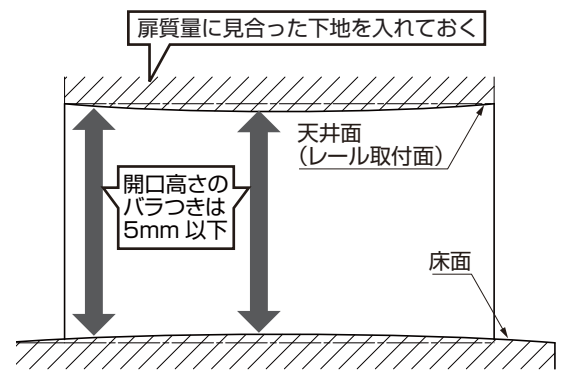 扉質量に見合った下地を入れておく
天井面
（レール取付面）
開口高さの
バラつきは
5mm 以下
床面